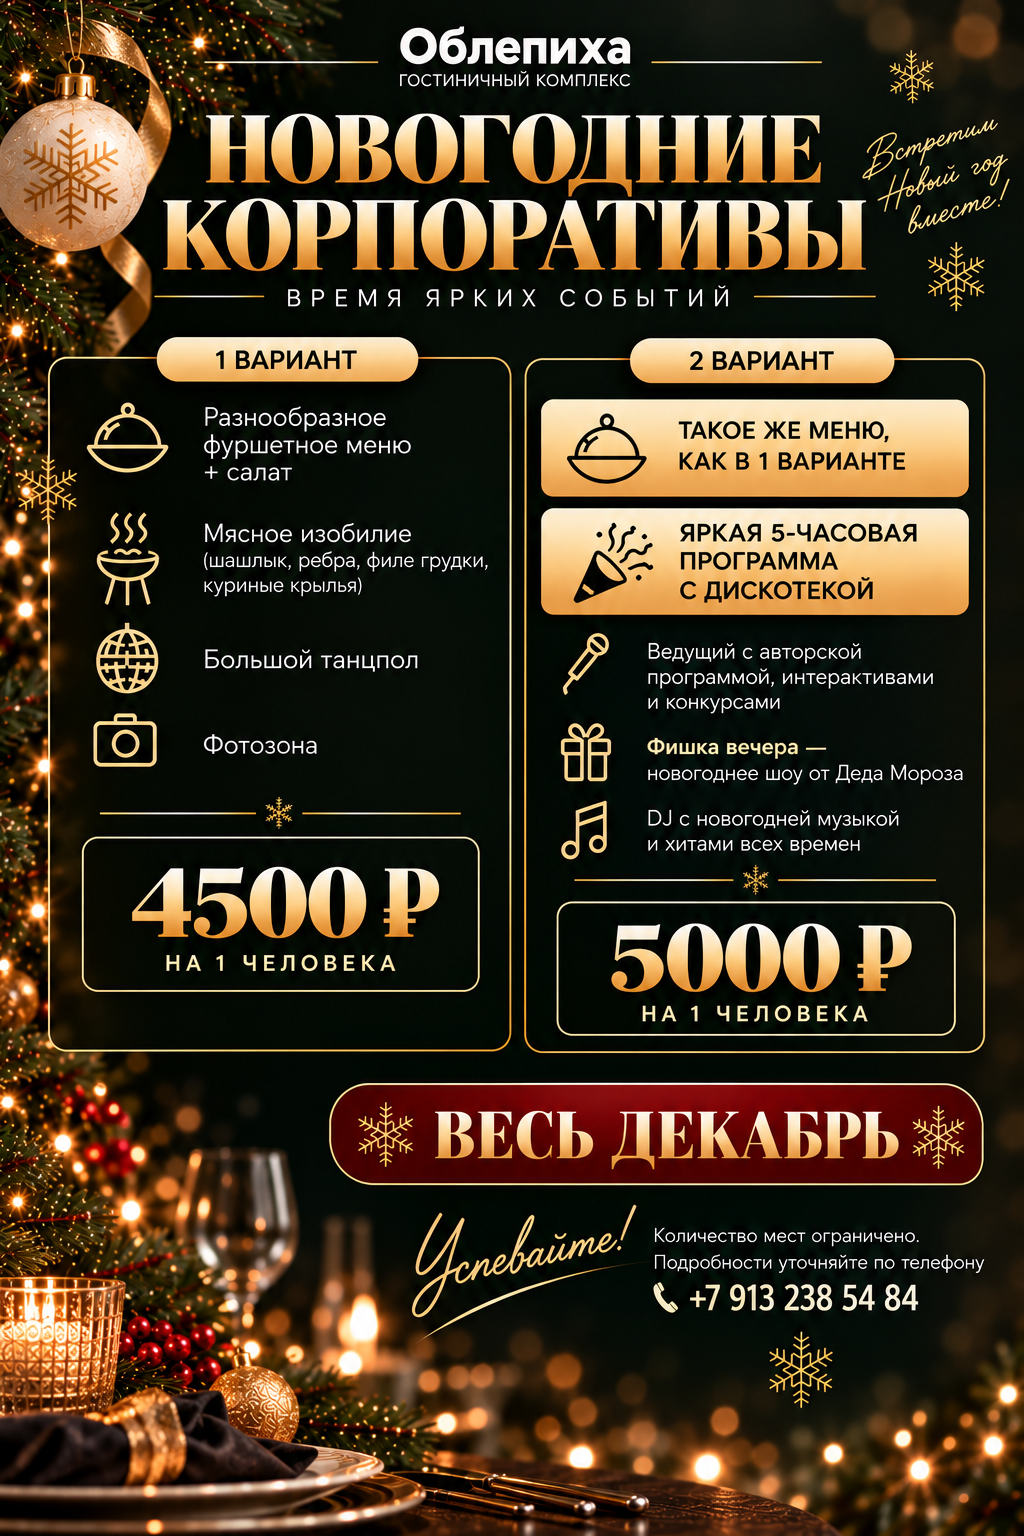 Облепиха
ГОСТИНИЧНЫЙ КОМПЛЕКС
НОВОГОДНИЕ
КОРПОРАТИВЫ
ВРЕМЯ ЯРКИХ СОБЫТИЙ
Встретим
Новый год
вместе!
1 ВАРИАНТ
Разнообразное
фуршетное меню
+ салат
Мясное изобилие
(шашлык, ребра, филе грудки,
куриные крылья)
Большой танцпол
Фотозона
4500 ₽
НА 1 ЧЕЛОВЕКА
2 ВАРИАНТ
ТАКОЕ ЖЕ МЕНЮ,
КАК В 1 ВАРИАНТЕ
ЯРКАЯ 5-ЧАСОВАЯ
ПРОГРАММА
С ДИСКОТЕКОЙ
Ведущий с авторской
программой, интерактивами
и конкурсами
Фишка вечера —
новогоднее шоу от Деда Мороза
DJ с новогодней музыкой
и хитами всех времен
5000 ₽
НА 1 ЧЕЛОВЕКА
ВЕСЬ ДЕКАБРЬ
Успевайте!
Количество мест ограничено.
Подробности уточняйте по телефону
+7 913 238 54 84